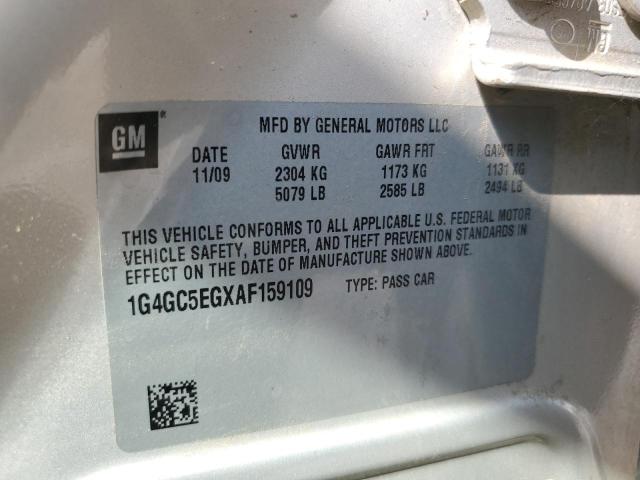 GM
MFD BY GENERAL MOTORS LLC
DATE GVWR GAWR FRT GAWR RR
11/09 2304 KG 1173 KG 1131 KG
5079 LB 2585 LB 2494 LB
THIS VEHICLE CONFORMS TO ALL APPLICABLE U.S. FEDERAL MOTOR
VEHICLE SAFETY, BUMPER, AND THEFT PREVENTION STANDARDS IN
EFFECT ON THE DATE OF MANUFACTURE SHOWN ABOVE.
1G4GC5EGXAF159109 TYPE: PASS CAR